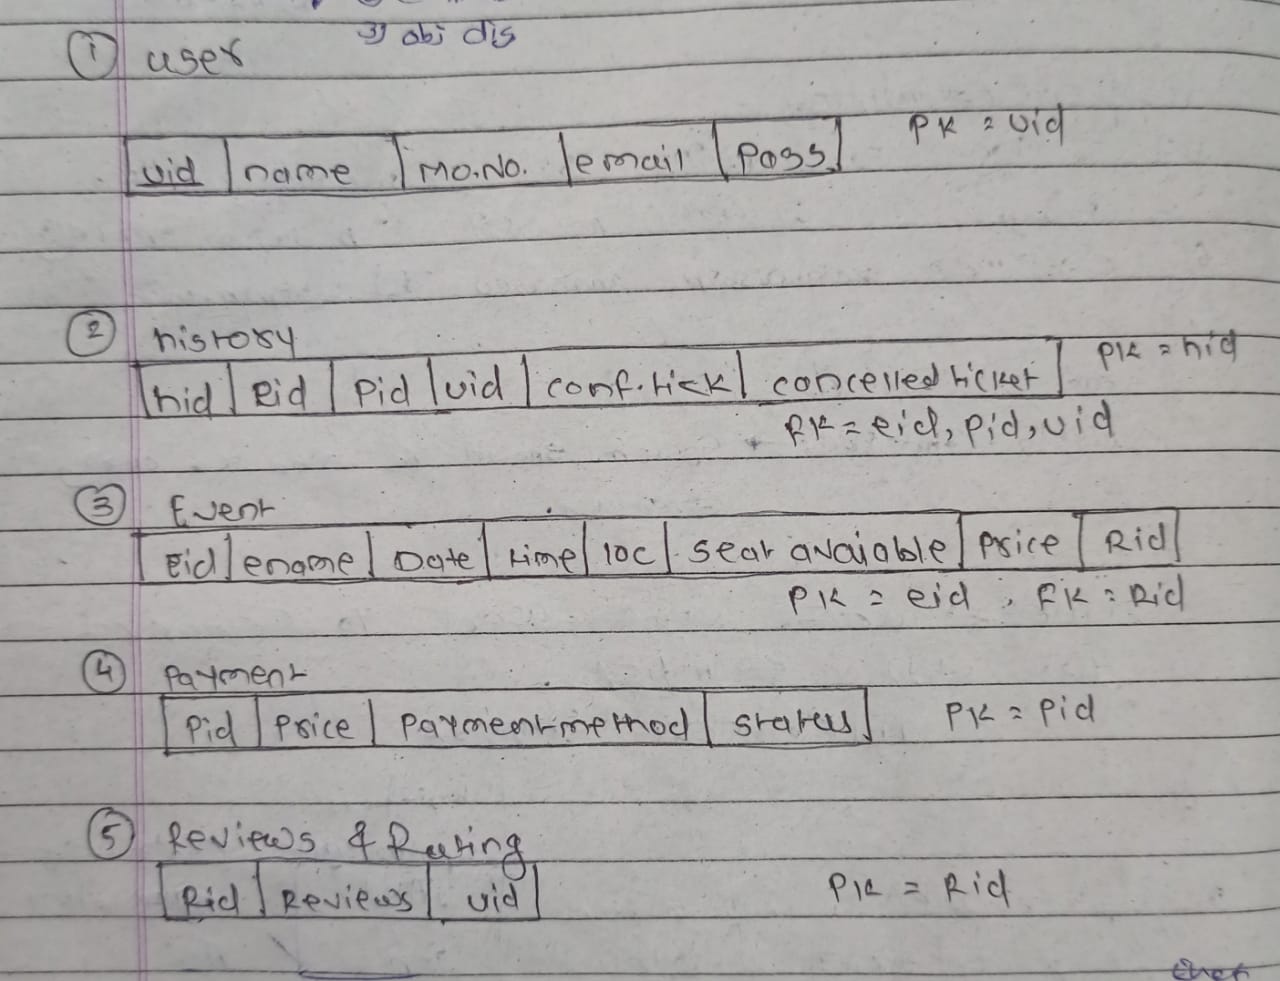 3) obj dis
① user
uid name Mo.No. email Pass
PK = uid
② history
hid Eid Pid uid conf.tick cancelled ticket
PK = hid
FK = eid, pid, uid
③ Event
Eid ename Date time loc seat avaiable Price Rid
PK = eid, FK = Rid
④ Payment
Pid Price Paymentmethod status
PK = Pid
⑤ Reviews & Rating
Rid Reviews uid
PK = Rid